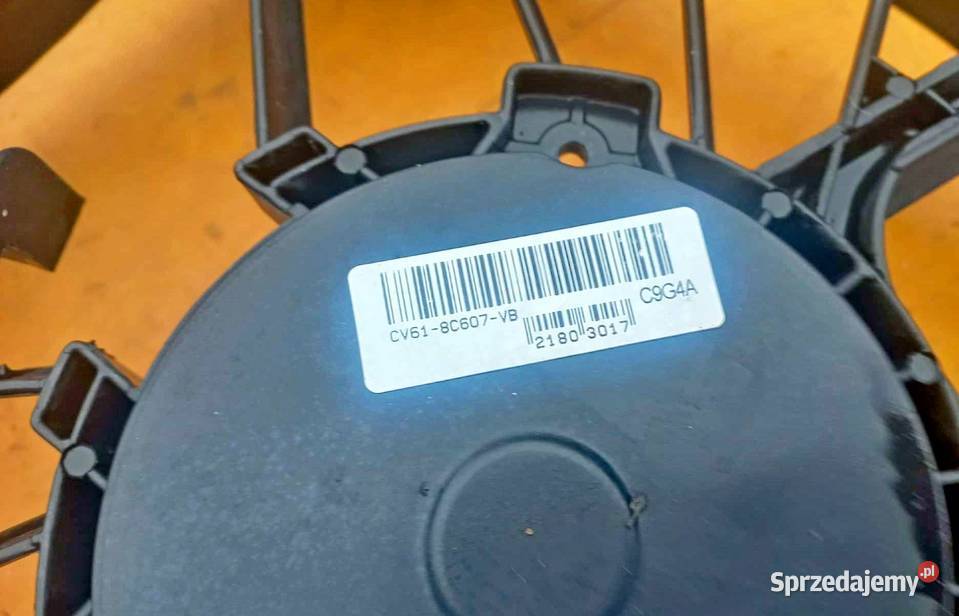 CV61-8C607-VB
C9G4A
2180 3017
Sprzedajemy.pl